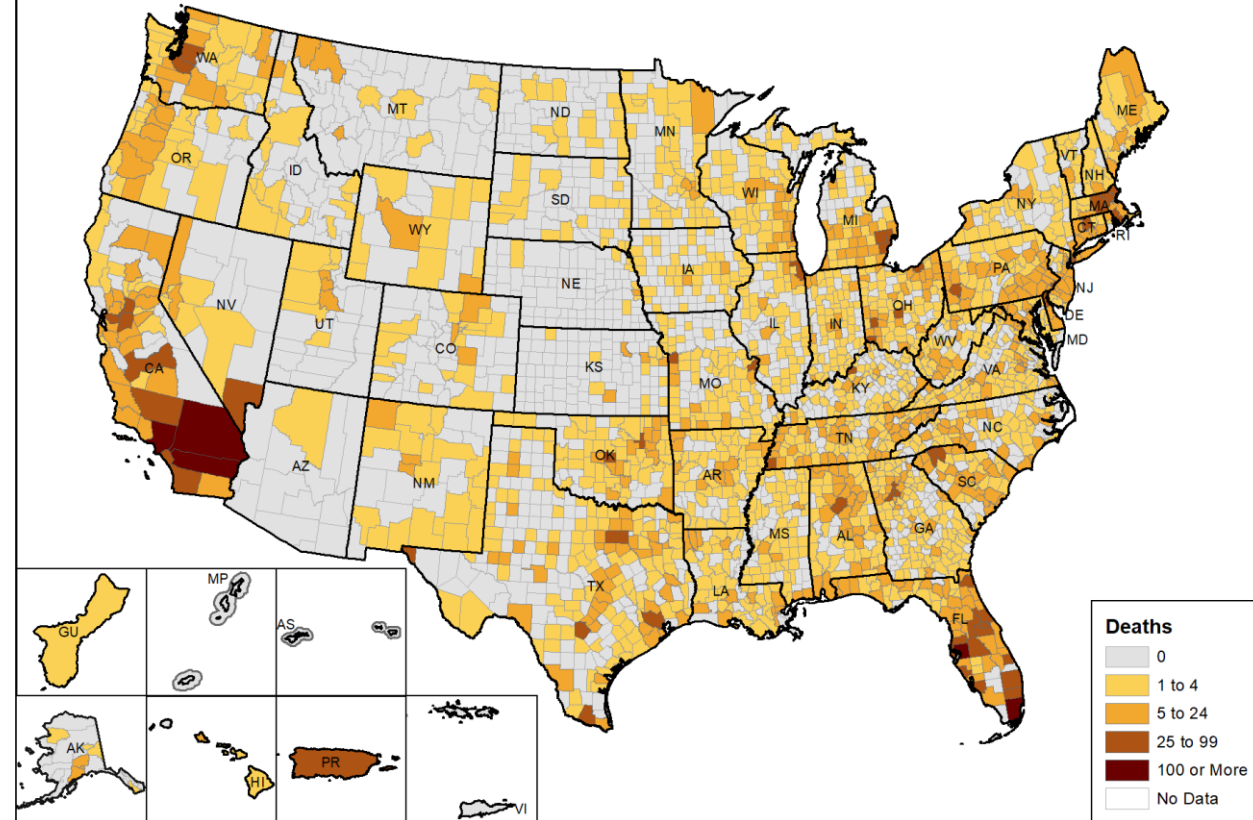 WA
MT
ND
MN
ME
OR
ID
SD
WI
VT
NH
WY
MI
NY
MA
CT
RI
NV
UT
NE
IA
PA
NJ
CO
IL
IN
OH
DE
MD
CA
KS
MO
WV
VA
KY
AZ
NM
OK
AR
TN
NC
SC
TX
LA
MS
AL
GA
FL
GU
MP
AS
AK
HI
PR
VI
Deaths
0
1 to 4
5 to 24
25 to 99
100 or More
No Data